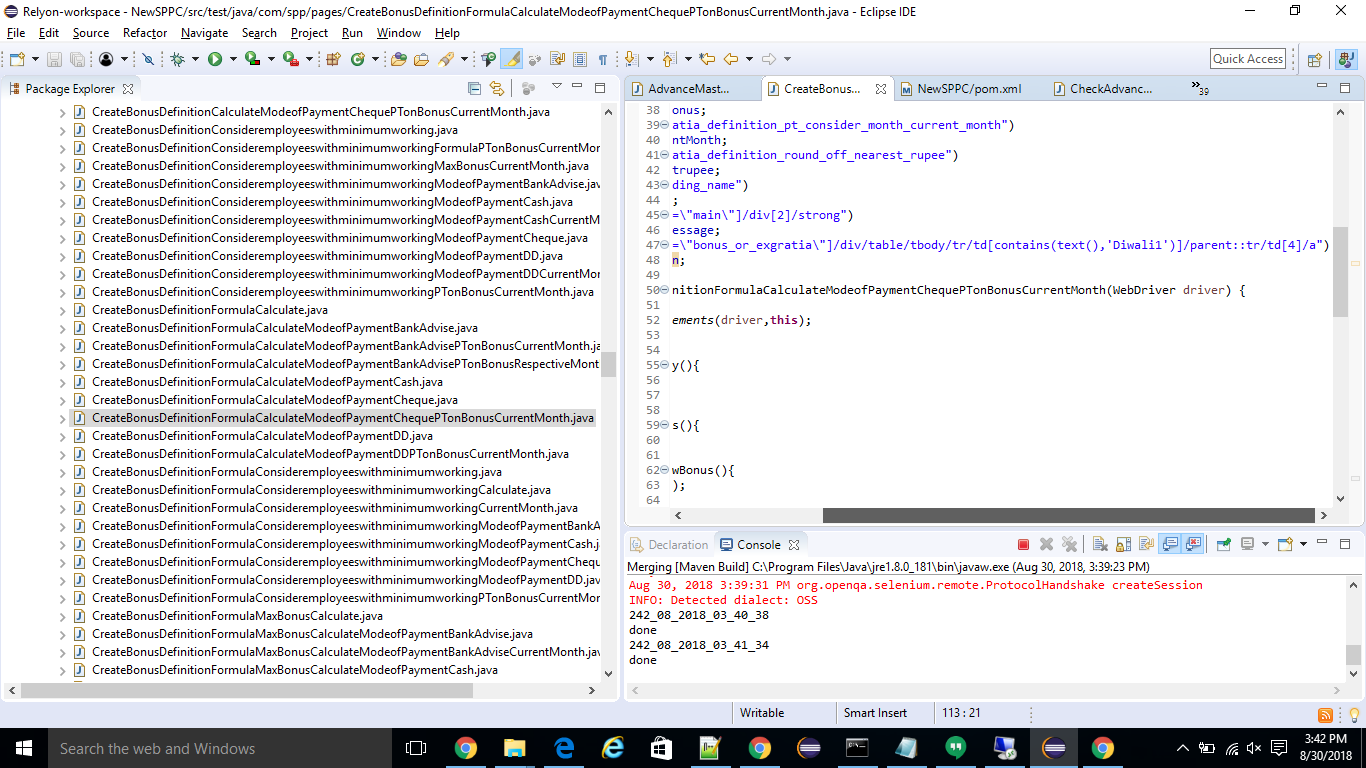 Relyon-workspace - NewSPPC/src/test/java/com/spp/pages/CreateBonusDefinitionFormulaCalculateModeofPaymentChequePTonBonusCurrentMonth.java - Eclipse IDE
File Edit Source Refactor Navigate Search Project Run Window Help
Quick Access
Package Explorer
CreateBonusDefinitionCalculateModeofPaymentChequePTonBonusCurrentMonth.java
CreateBonusDefinitionConsideremployeeswithminimumworking.java
CreateBonusDefinitionConsideremployeeswithminimumworkingFormulaPTonBonusCurrentMor
CreateBonusDefinitionConsideremployeeswithminimumworkingMaxBonusCurrentMonth.java
CreateBonusDefinitionConsideremployeeswithminimumworkingModeofPaymentBankAdvise.jav
CreateBonusDefinitionConsideremployeeswithminimumworkingModeofPaymentCash.java
CreateBonusDefinitionConsideremployeeswithminimumworkingModeofPaymentCashCurrentM
CreateBonusDefinitionConsideremployeeswithminimumworkingModeofPaymentCheque.java
CreateBonusDefinitionConsideremployeeswithminimumworkingModeofPaymentDD.java
CreateBonusDefinitionConsideremployeeswithminimumworkingModeofPaymentDDCurrentMor
CreateBonusDefinitionConsideremployeeswithminimumworkingPTonBonusCurrentMonth.java
CreateBonusDefinitionFormulaCalculate.java
CreateBonusDefinitionFormulaCalculateModeofPaymentBankAdvise.java
CreateBonusDefinitionFormulaCalculateModeofPaymentBankAdvisePTonBonusCurrentMonth.ja
CreateBonusDefinitionFormulaCalculateModeofPaymentBankAdvisePTonBonusRespectiveMont
CreateBonusDefinitionFormulaCalculateModeofPaymentCash.java
CreateBonusDefinitionFormulaCalculateModeofPaymentCheque.java
CreateBonusDefinitionFormulaCalculateModeofPaymentChequePTonBonusCurrentMonth.java
CreateBonusDefinitionFormulaCalculateModeofPaymentDD.java
CreateBonusDefinitionFormulaCalculateModeofPaymentDDPTonBonusCurrentMonth.java
CreateBonusDefinitionFormulaConsideremployeeswithminimumworking.java
CreateBonusDefinitionFormulaConsideremployeeswithminimumworkingCalculate.java
CreateBonusDefinitionFormulaConsideremployeeswithminimumworkingCurrentMonth.java
CreateBonusDefinitionFormulaConsideremployeeswithminimumworkingModeofPaymentBankA
CreateBonusDefinitionFormulaConsideremployeeswithminimumworkingModeofPaymentCash.j
CreateBonusDefinitionFormulaConsideremployeeswithminimumworkingModeofPaymentCheq
CreateBonusDefinitionFormulaConsideremployeeswithminimumworkingModeofPaymentDD.jav
CreateBonusDefinitionFormulaConsideremployeeswithminimumworkingPTonBonusCurrentMor
CreateBonusDefinitionFormulaMaxBonusCalculate.java
CreateBonusDefinitionFormulaMaxBonusCalculateModeofPaymentBankAdvise.java
CreateBonusDefinitionFormulaMaxBonusCalculateModeofPaymentBankAdviseCurrentMonth.jav
CreateBonusDefinitionFormulaMaxBonusCalculateModeofPaymentCash.java
AdvanceMast... CreateBonus... NewSPPC/pom.xml CheckAdvanc... 39
38 onus;
39 atia_definition_pt_consider_month_current_month")
40 ntMonth;
41 atia_definition_round_off_nearest_rupee")
42 trupee;
43 ding_name")
44 ;
45 =\"main\"]/div[2]/strong")
46 essage;
47 =\"bonus_or_exgratia\"]/div/table/tbody/tr/td[contains(text(),'Diwali1')]/parent::tr/td[4]/a")
48 n;
49
50 nitionFormulaCalculateModeofPaymentChequePTonBonusCurrentMonth(WebDriver driver) {
51
52 ements(driver,this);
53
54
55 y(){
56
57
58
59 s(){
60
61
62 wBonus(){
63 );
64
Declaration Console
Merging [Maven Build] C:\Program Files\Java\jre1.8.0_181\bin\javaw.exe (Aug 30, 2018, 3:39:23 PM)
Aug 30, 2018 3:39:31 PM org.openqa.selenium.remote.ProtocolHandshake createSession
INFO: Detected dialect: OSS
242_08_2018_03_40_38
done
242_08_2018_03_41_34
done
Writable Smart Insert 113 : 21
Search the web and Windows
3:42 PM
8/30/2018